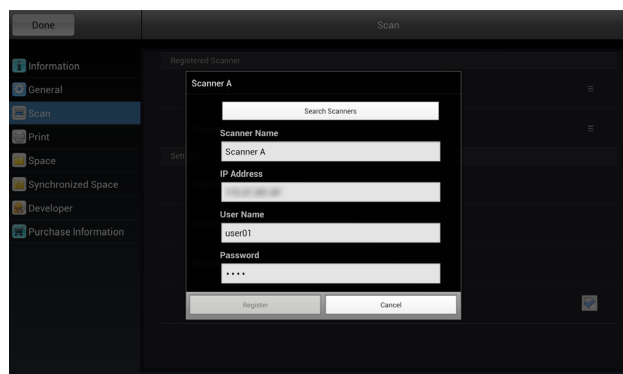 Done
Scan
Information
General
Scan
Print
Space
Synchronized Space
Developer
Purchase Information
Registered Scanner
Sett
Scanner A
Search Scanners
Scanner Name
Scanner A
IP Address
User Name
user01
Password
••••
Register
Cancel